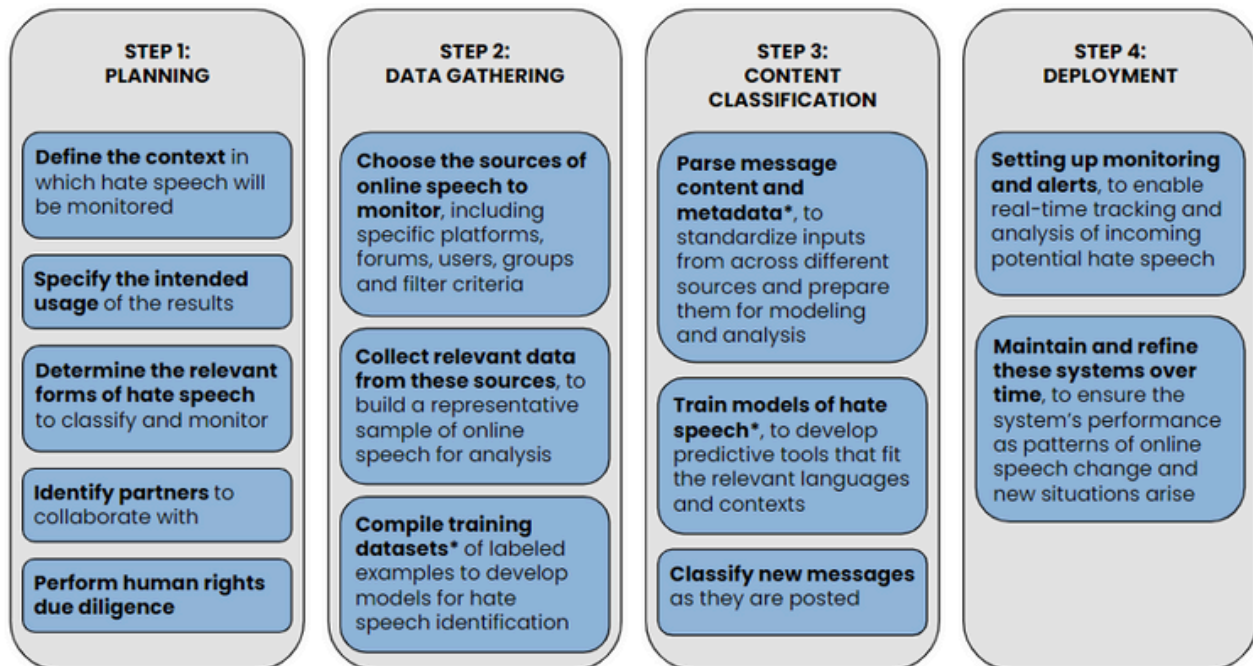 STEP 1:
PLANNING
Define the context in
which hate speech will
be monitored
Specify the intended
usage of the results
Determine the relevant
forms of hate speech
to classify and monitor
Identify partners to
collaborate with
Perform human rights
due diligence
STEP 2:
DATA GATHERING
Choose the sources of
online speech to
monitor, including
specific platforms,
forums, users, groups
and filter criteria
Collect relevant data
from these sources, to
build a representative
sample of online
speech for analysis
Compile training
datasets* of labeled
examples to develop
models for hate
speech identification
STEP 3:
CONTENT
CLASSIFICATION
Parse message
content and
metadata*, to
standardize inputs
from across different
sources and prepare
them for modeling
and analysis
Train models of hate
speech*, to develop
predictive tools that fit
the relevant languages
and contexts
Classify new messages
as they are posted
STEP 4:
DEPLOYMENT
Setting up monitoring
and alerts, to enable
real-time tracking and
analysis of incoming
potential hate speech
Maintain and refine
these systems over
time, to ensure the
system's performance
as patterns of online
speech change and
new situations arise